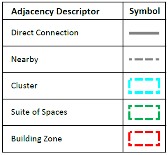 Adjacency Descriptor Symbol
Direct Connection
Nearby
Cluster
Suite of Spaces
Building Zone